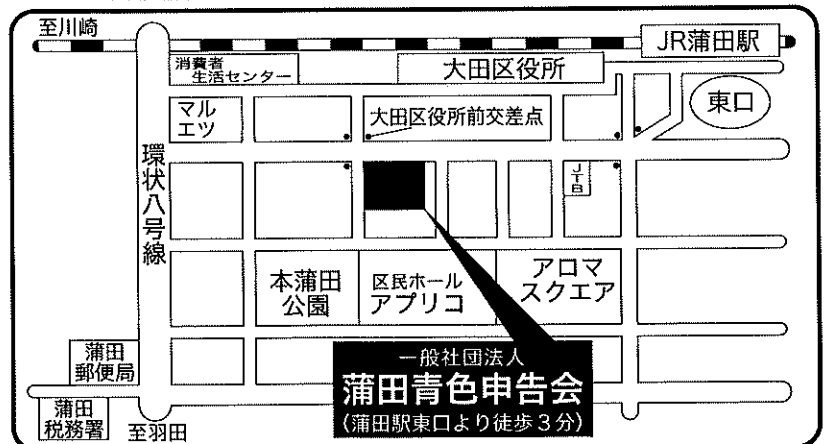 至川崎
JR蒲田駅
消費者
生活センター
大田区役所
東口
マル
エツ
大田区役所前交差点
環状八号線
JTB
本蒲田
公園
区民ホール
アプリコ
アロマ
スクエア
蒲田
郵便局
一般社団法人
蒲田青色申告会
(蒲田駅東口より徒歩3分)
蒲田
税務署
至羽田